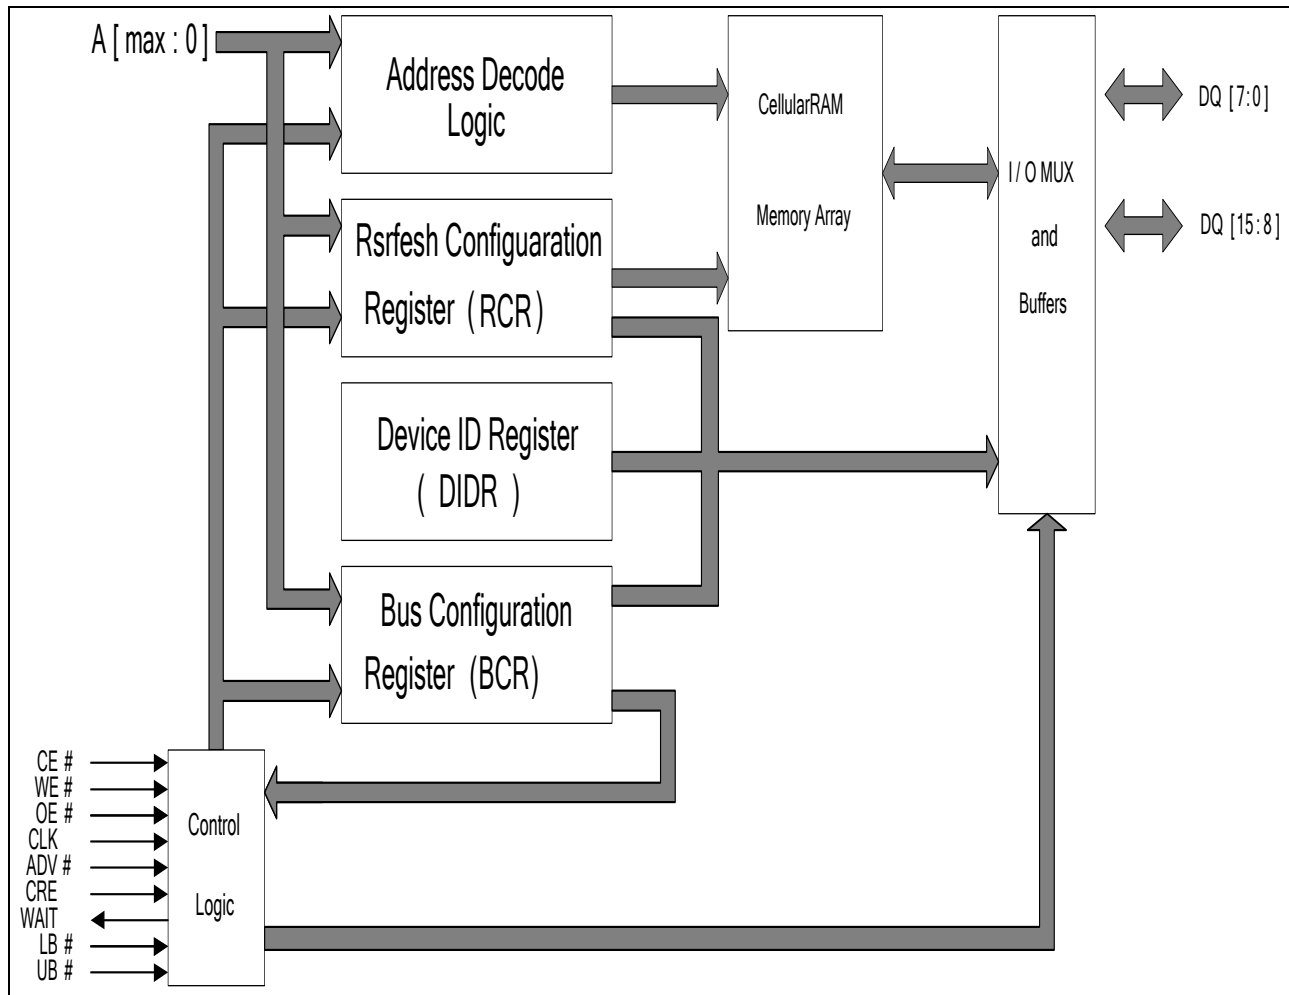 A [ max : 0 ]
Address Decode
Logic
CellularRAM
Memory Array
I / O MUX
and
Buffers
DQ [7:0]
DQ [15:8]
Rsrfesh Configuaration
Register ( RCR )
Device ID Register
( DIDR )
Bus Configuration
Register (BCR)
Control
Logic
CE #
WE #
OE #
CLK
ADV #
CRE
WAIT
LB #
UB #